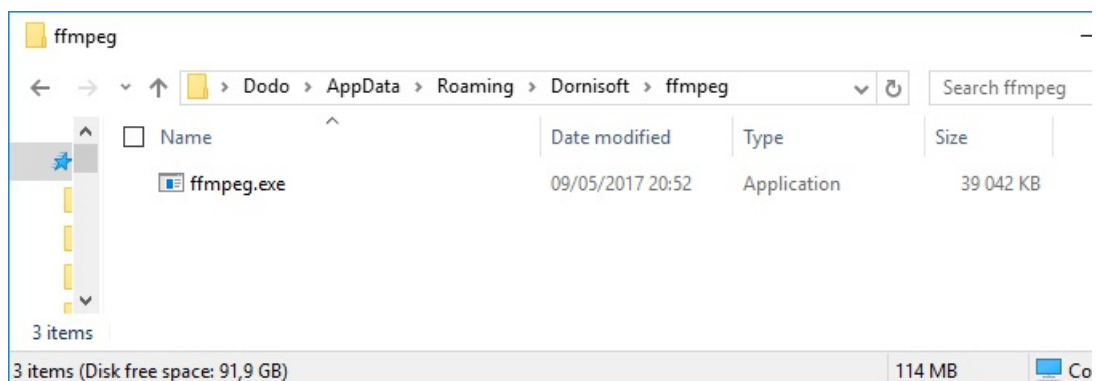 ffmpeg
Dodo > AppData > Roaming > Dornisoft > ffmpeg Search ffmpeg
Name Date modified Type Size
ffmpeg.exe 09/05/2017 20:52 Application 39 042 KB
3 items
3 items (Disk free space: 91,9 GB) 114 MB Co